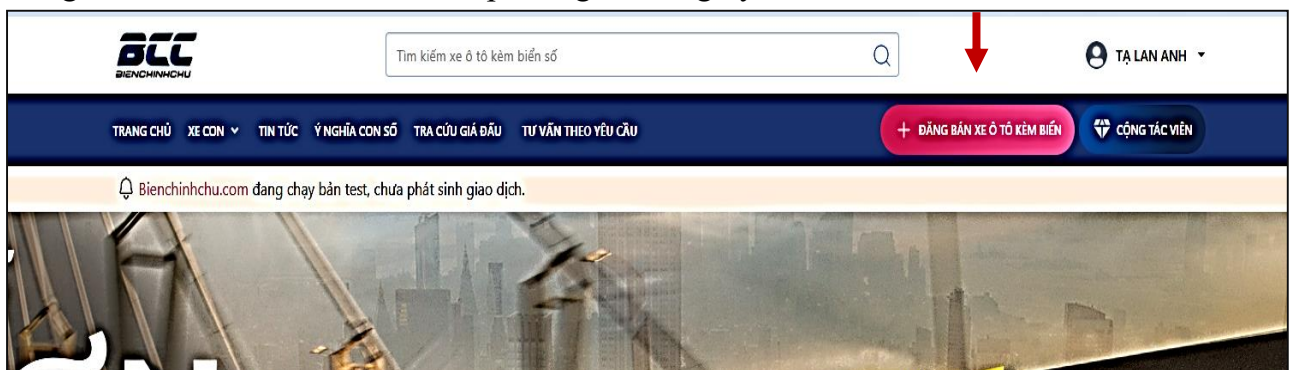 BCC
BIENCHINHCHU
Tìm kiếm xe ô tô kèm biển số
TẠ LAN ANH
TRANG CHỦ XE CON TIN TỨC Ý NGHĨA CON SỐ TRA CỨU GIÁ ĐẤU TƯ VẤN THEO YÊU CẦU + ĐĂNG BÁN XE Ô TÔ KÈM BIỂN CỘNG TÁC VIÊN
Bienchinhchu.com đang chạy bản test, chưa phát sinh giao dịch.